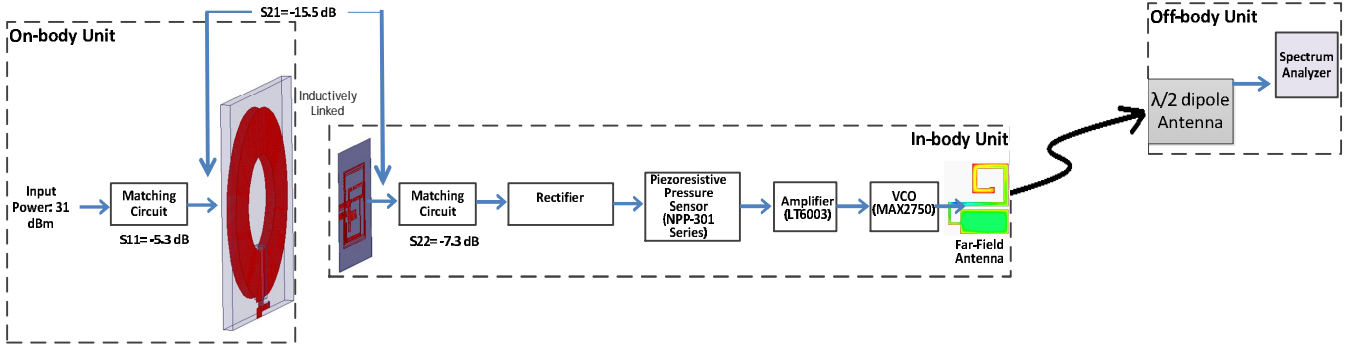 On-body Unit
S21= -15.5 dB
Input
Power: 31
dBm
Matching
Circuit
S11= -5.3 dB
Inductively
Linked
In-body Unit
Matching
Circuit
S22= -7.3 dB
Rectifier
Piezoresistive
Pressure
Sensor
(NPP-301
Series)
Amplifier
(LT6003)
VCO
(MAX2750)
Far-Field
Antenna
Off-body Unit
λ/2 dipole
Antenna
Spectrum
Analyzer